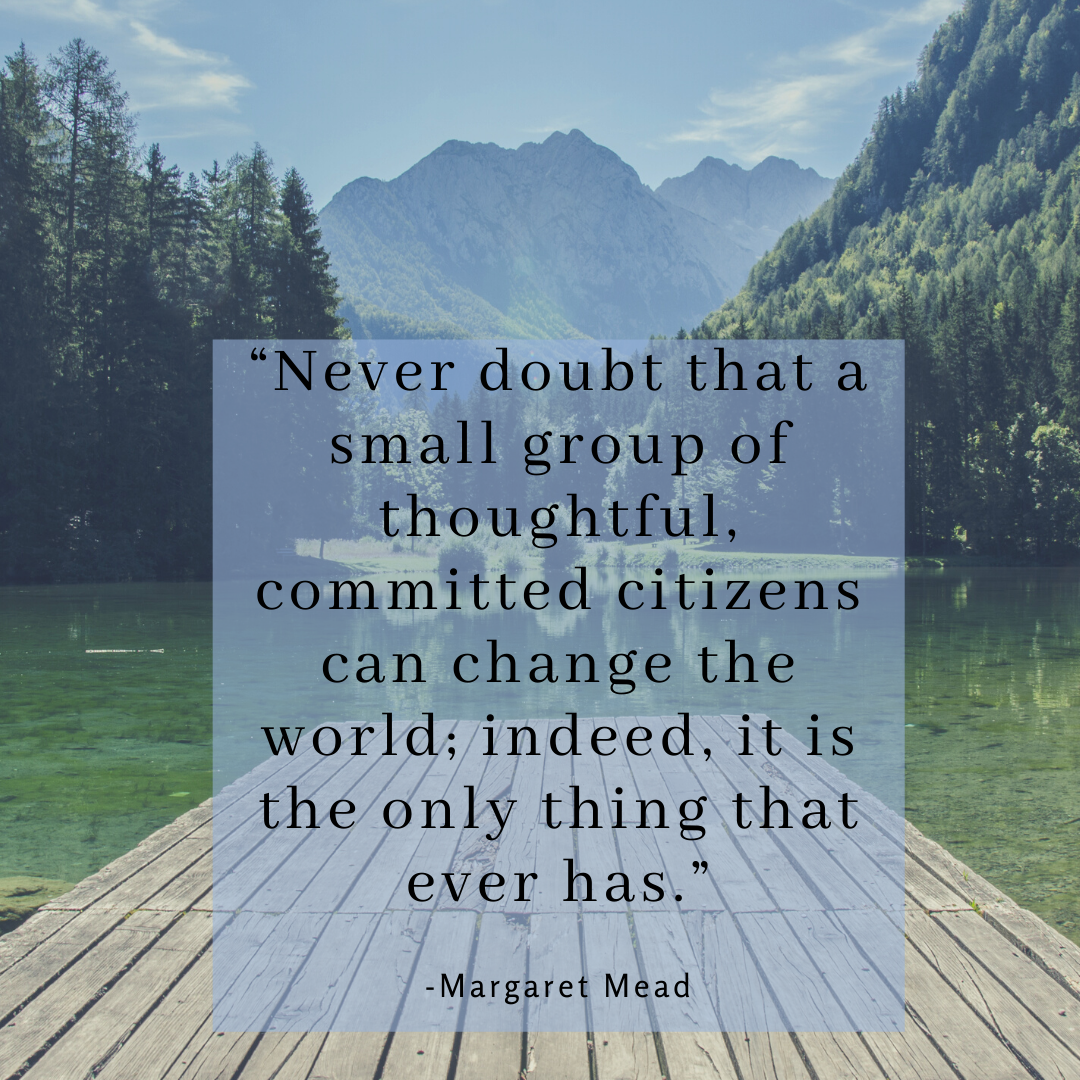 “Never doubt that a
small group of
thoughtful,
committed citizens
can change the
world; indeed, it is
the only thing that
ever has.”
-Margaret Mead